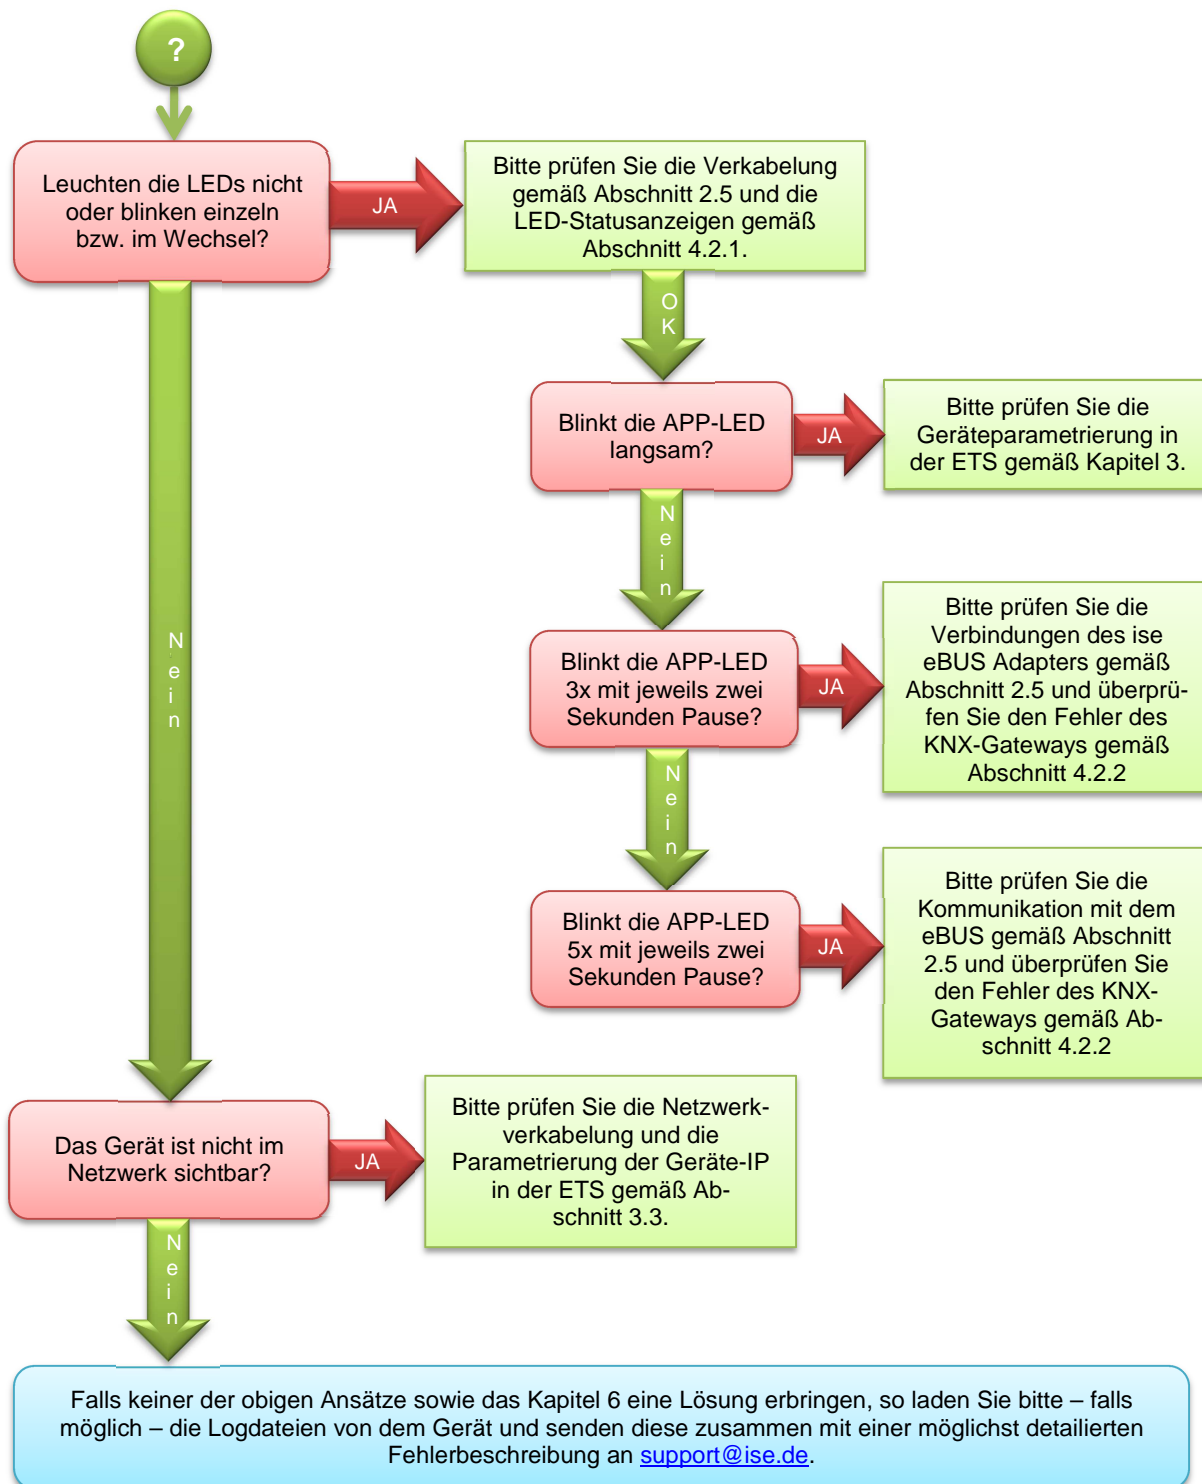 ?
Leuchten die LEDs nicht
oder blinken einzeln
bzw. im Wechsel?
JA
Bitte prüfen Sie die Verkabelung
gemäß Abschnitt 2.5 und die
LED-Statusanzeigen gemäß
Abschnitt 4.2.1.
OK
Blinkt die APP-LED
langsam?
JA
Bitte prüfen Sie die
Geräteparametrierung in
der ETS gemäß Kapitel 3.
Nein
Blinkt die APP-LED
3x mit jeweils zwei
Sekunden Pause?
JA
Bitte prüfen Sie die
Verbindungen des ise
eBUS Adapters gemäß
Abschnitt 2.5 und überprü-
fen Sie den Fehler des
KNX-Gateways gemäß
Abschnitt 4.2.2
Nein
Blinkt die APP-LED
5x mit jeweils zwei
Sekunden Pause?
JA
Bitte prüfen Sie die
Kommunikation mit dem
eBUS gemäß Abschnitt
2.5 und überprüfen Sie
den Fehler des KNX-
Gateways gemäß Ab-
schnitt 4.2.2
Nein
Das Gerät ist nicht im
Netzwerk sichtbar?
JA
Bitte prüfen Sie die Netzwerk-
verkabelung und die
Parametrierung der Geräte-IP
in der ETS gemäß Ab-
schnitt 3.3.
Nein
Falls keiner der obigen Ansätze sowie das Kapitel 6 eine Lösung erbringen, so laden Sie bitte – falls
möglich – die Logdateien von dem Gerät und senden diese zusammen mit einer möglichst detailierten
Fehlerbeschreibung an support@ise.de.